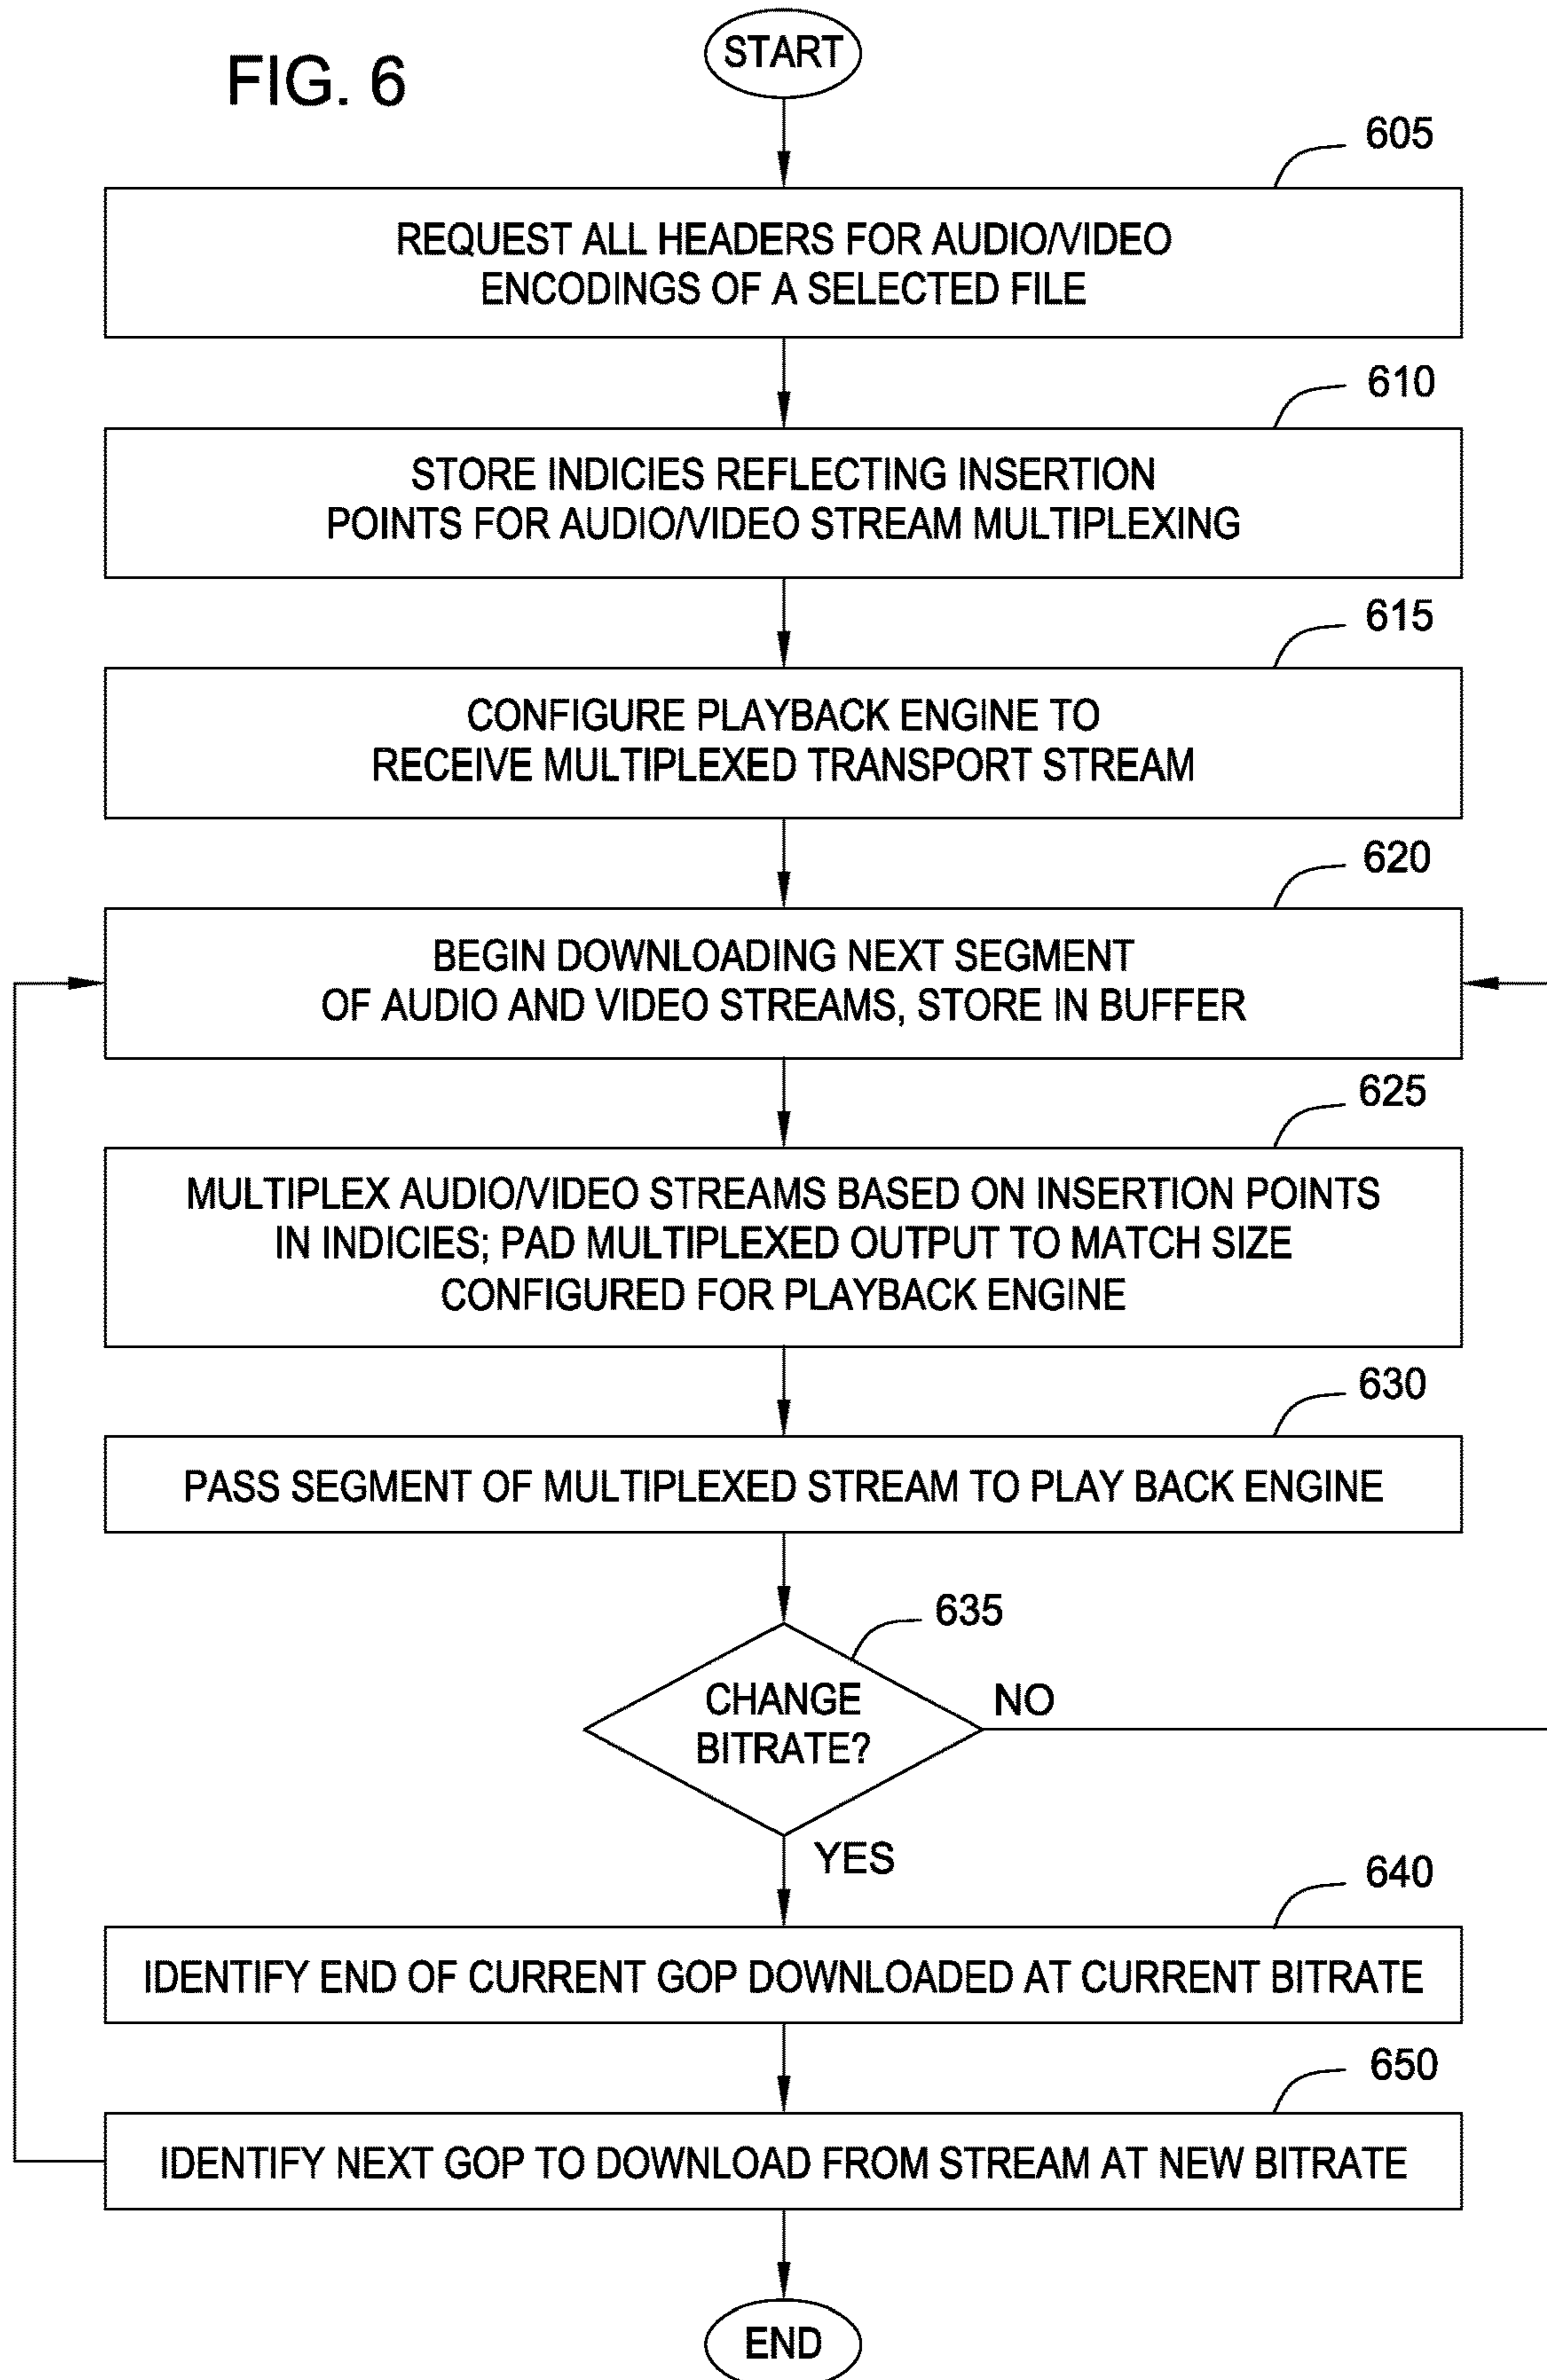 FIG. 6
START
605
REQUEST ALL HEADERS FOR AUDIO/VIDEO
ENCODINGS OF A SELECTED FILE
610
STORE INDICIES REFLECTING INSERTION
POINTS FOR AUDIO/VIDEO STREAM MULTIPLEXING
615
CONFIGURE PLAYBACK ENGINE TO
RECEIVE MULTIPLEXED TRANSPORT STREAM
620
BEGIN DOWNLOADING NEXT SEGMENT
OF AUDIO AND VIDEO STREAMS, STORE IN BUFFER
625
MULTIPLEX AUDIO/VIDEO STREAMS BASED ON INSERTION POINTS
IN INDICIES; PAD MULTIPLEXED OUTPUT TO MATCH SIZE
CONFIGURED FOR PLAYBACK ENGINE
630
PASS SEGMENT OF MULTIPLEXED STREAM TO PLAY BACK ENGINE
635
CHANGE
BITRATE?
NO
YES
640
IDENTIFY END OF CURRENT GOP DOWNLOADED AT CURRENT BITRATE
650
IDENTIFY NEXT GOP TO DOWNLOAD FROM STREAM AT NEW BITRATE
END